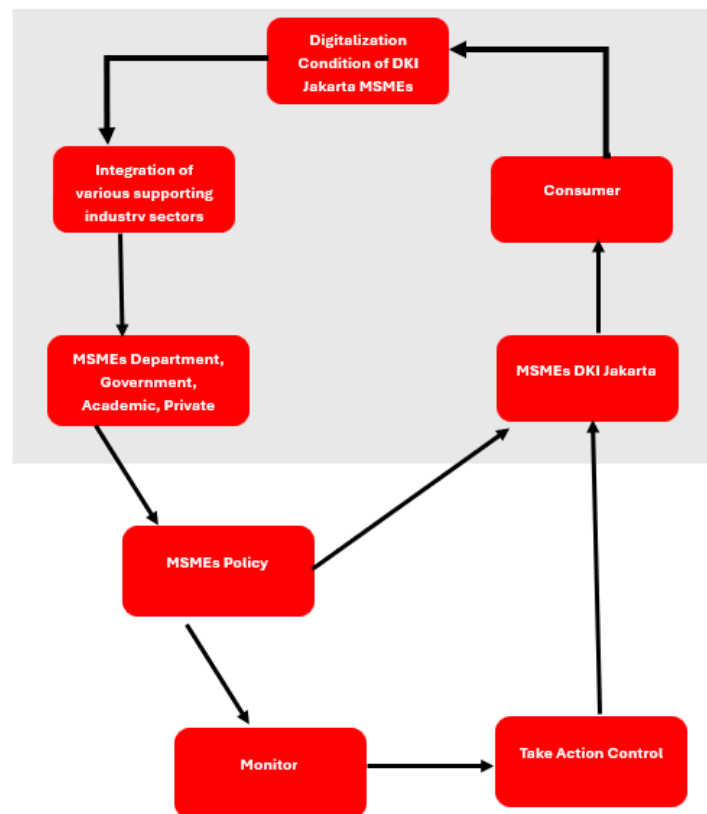 Digitalization
Condition of DKI
Jakarta MSMEs
Integration of
various supporting
industry sectors
Consumer
MSMEs Department,
Government,
Academic, Private
MSMEs DKI Jakarta
MSMEs Policy
Monitor
Take Action Control